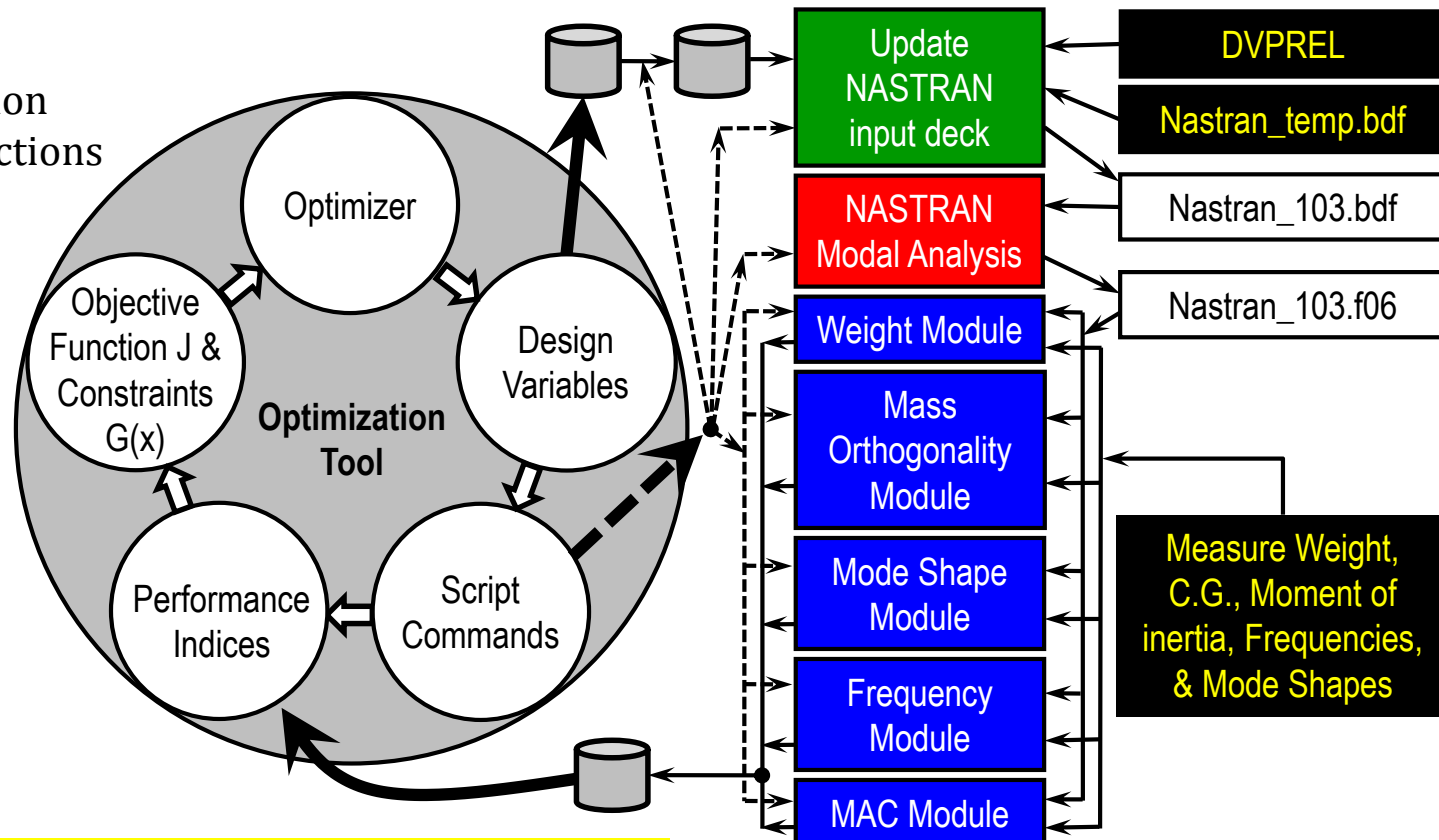 on
ctions
Optimizer
Objective
Function J &
Constraints
G(x)
Design
Variables
Optimization
Tool
Performance
Indices
Script
Commands
Update
NASTRAN
input deck
NASTRAN
Modal Analysis
Weight Module
Mass
Orthogonality
Module
Mode Shape
Module
Frequency
Module
MAC Module
DVPREL
Nastran_temp.bdf
Nastran_103.bdf
Nastran_103.f06
Measure Weight,
C.G., Moment of
inertia, Frequencies,
& Mode Shapes